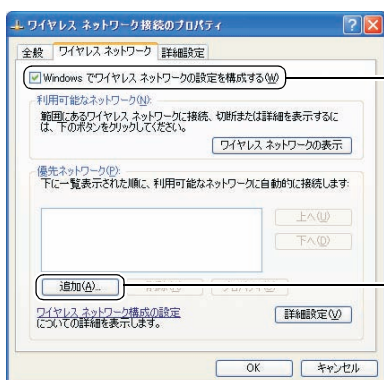 ワイヤレス ネットワーク接続のプロパティ
全般 ワイヤレス ネットワーク 詳細設定
Windows でワイヤレス ネットワークの設定を構成する(W)
利用可能なネットワーク(N):
範囲にあるワイヤレス ネットワークに接続、切断または詳細を表示するに
は、下のボタンをクリックしてください。
ワイヤレス ネットワークの表示
優先ネットワーク(P):
下に一覧表示された順に、利用可能なネットワークに自動的に接続します:
上へ(U)
下へ(D)
追加(A)...
ワイヤレス ネットワーク構成の設定
についての詳細を表示します。
詳細設定(V)
OK キャンセル